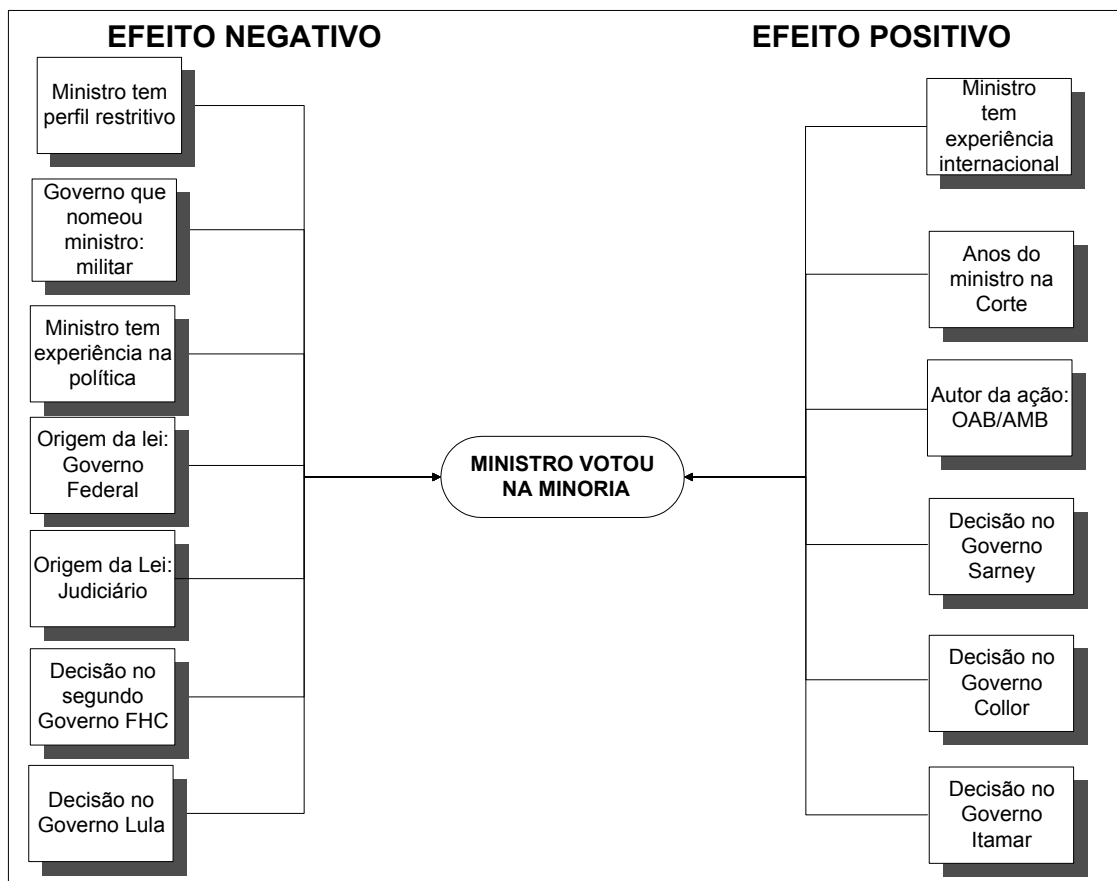 EFEITO NEGATIVO
Ministro tem
perfil restritivo
Governo que
nomeou
ministro:
militar
Ministro tem
experiência na
política
Origem da lei:
Governo
Federal
Origem da Lei:
Judiciário
Decisão no
segundo
Governo FHC
Decisão no
Governo Lula
MINISTRO VOTOU
NA MINORIA
EFEITO POSITIVO
Ministro
tem
experiência
internacional
Anos do
ministro na
Corte
Autor da ação:
OAB/AMB
Decisão no
Governo
Sarney
Decisão no
Governo
Collor
Decisão no
Governo
Itamar